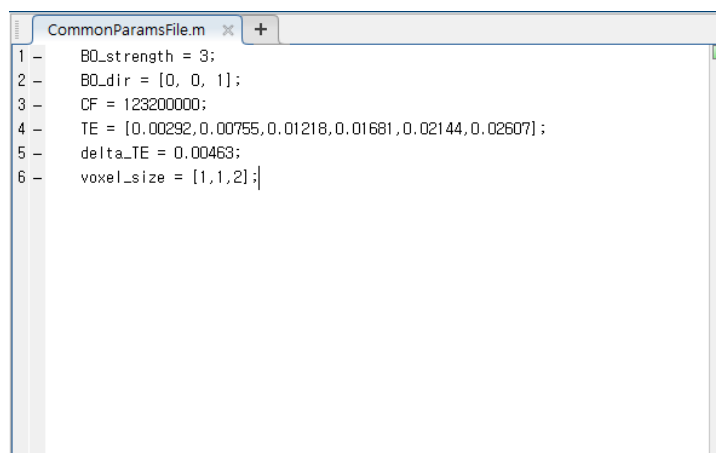 CommonParamsFile.m × +
1 – B0_strength = 3;
2 – B0_dir = [0, 0, 1];
3 – CF = 123200000;
4 – TE = [0.00292,0.00755,0.01218,0.01681,0.02144,0.02607];
5 – delta_TE = 0.00463;
6 – voxel_size = [1,1,2];